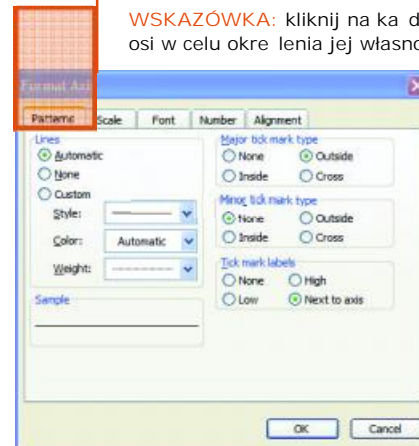 WSKAZÓWKA: kliknij na ka d
osi w celu okre lenia jej własno
Format Axi
Patterns Scale Font Number Alignment
Lines
Automatic
None
Custom
Style:
Color: Automatic
Weight:
Sample
Major tick mark type
None Outside
Inside Cross
Minor tick mark type
None Outside
Inside Cross
Tick mark labels
None High
Low Next to axis
OK Cancel